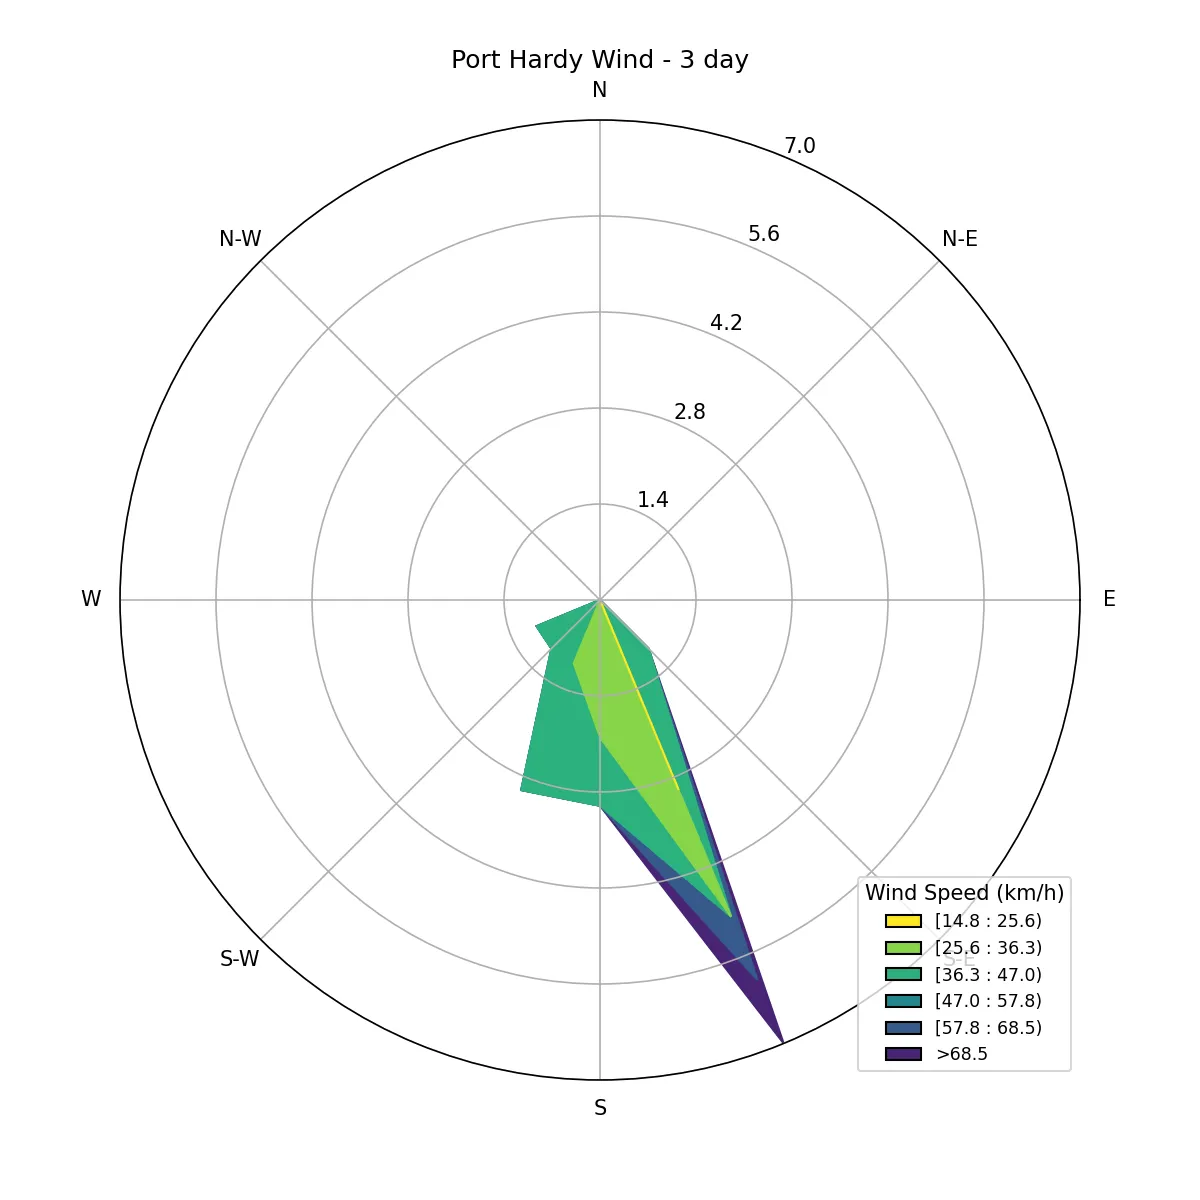 Port Hardy Wind - 3 day
N
7.0
N-W
5.6
N-E
4.2
2.8
1.4
W
E
Wind Speed (km/h)
[14.8 : 25.6)
[25.6 : 36.3)
S-W
S-E
[36.3 : 47.0)
[47.0 : 57.8)
[57.8 : 68.5)
>68.5
S